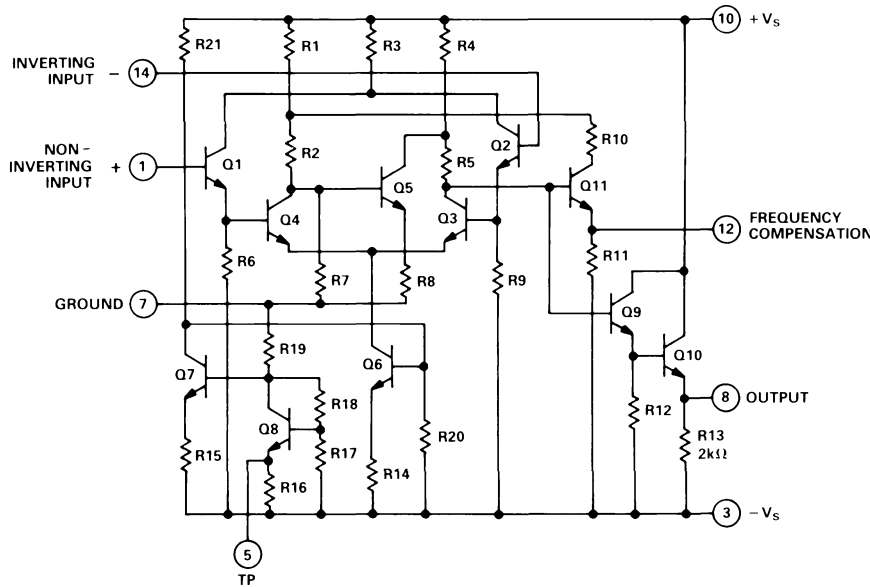 R21
R1
R3
R4
10 +VS
INVERTING
INPUT − 14
R10
R2
Q2
NON-
INVERTING
INPUT + 1
Q1
R5
Q5
Q11
Q4
Q3
12 FREQUENCY
COMPENSATION
R6
R7
R8
R9
R11
GROUND 7
Q9
R19
Q7
Q6
Q10
R18
8 OUTPUT
Q8
R12
R15
R17
R20
R13
2kΩ
R16
R14
3 −VS
5
TP